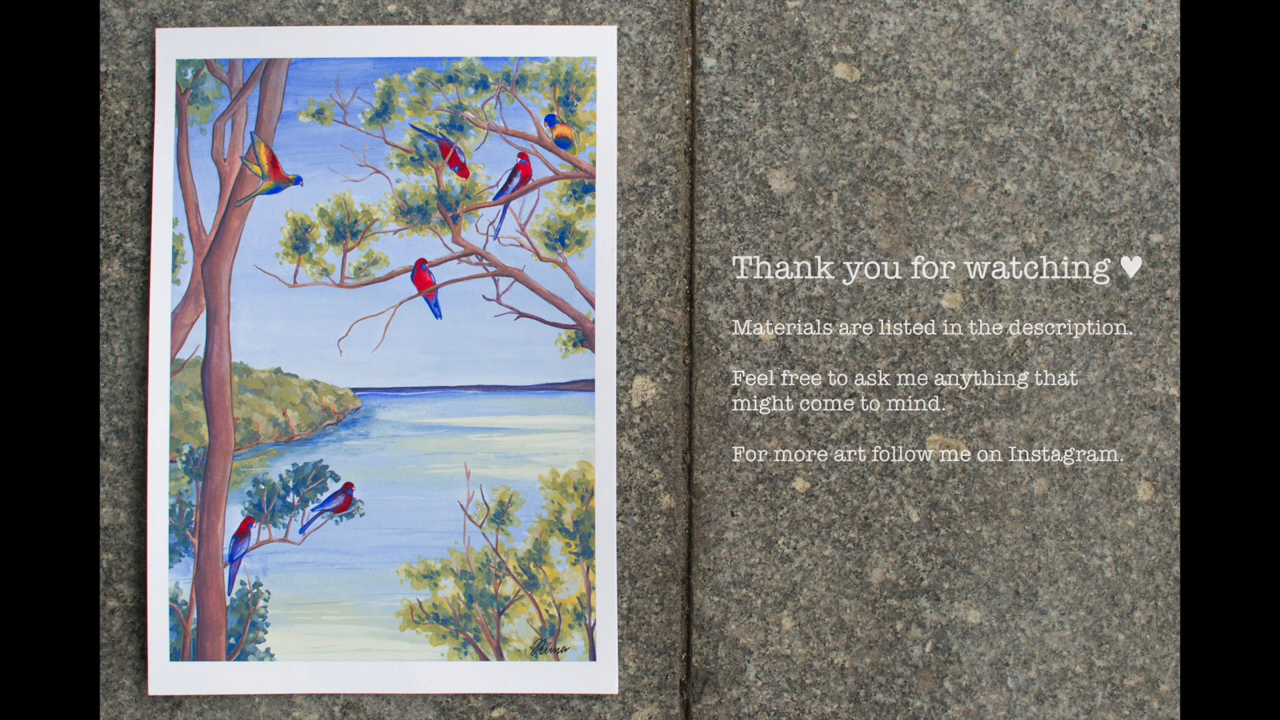 Thank you for watching ♥
Materials are listed in the description.
Feel free to ask me anything that
might come to mind.
For more art follow me on Instagram.